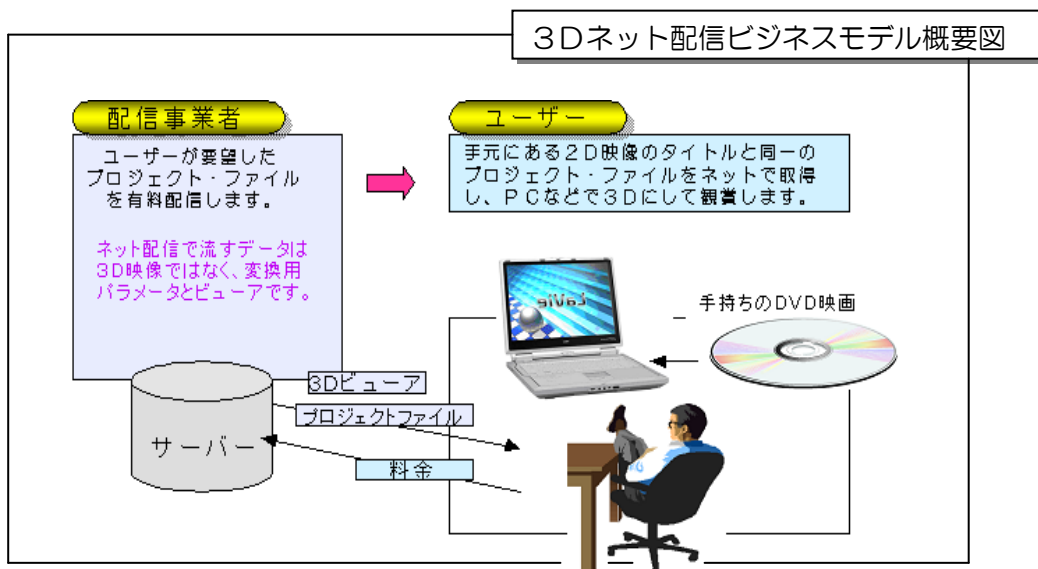 3Dネット配信ビジネスモデル概要図
配信事業者
ユーザーが要望した
プロジェクト・ファイル
を有料配信します。
ネット配信で流すデータは
3D映像ではなく、変換用
パラメータとビューアです。
ユーザー
手元にある2D映像のタイトルと同一の
プロジェクト・ファイルをネットで取得
し、PCなどで3Dにして観賞します。
LaVie
手持ちのDVD映画
3Dビューア
プロジェクトファイル
サーバー
料金